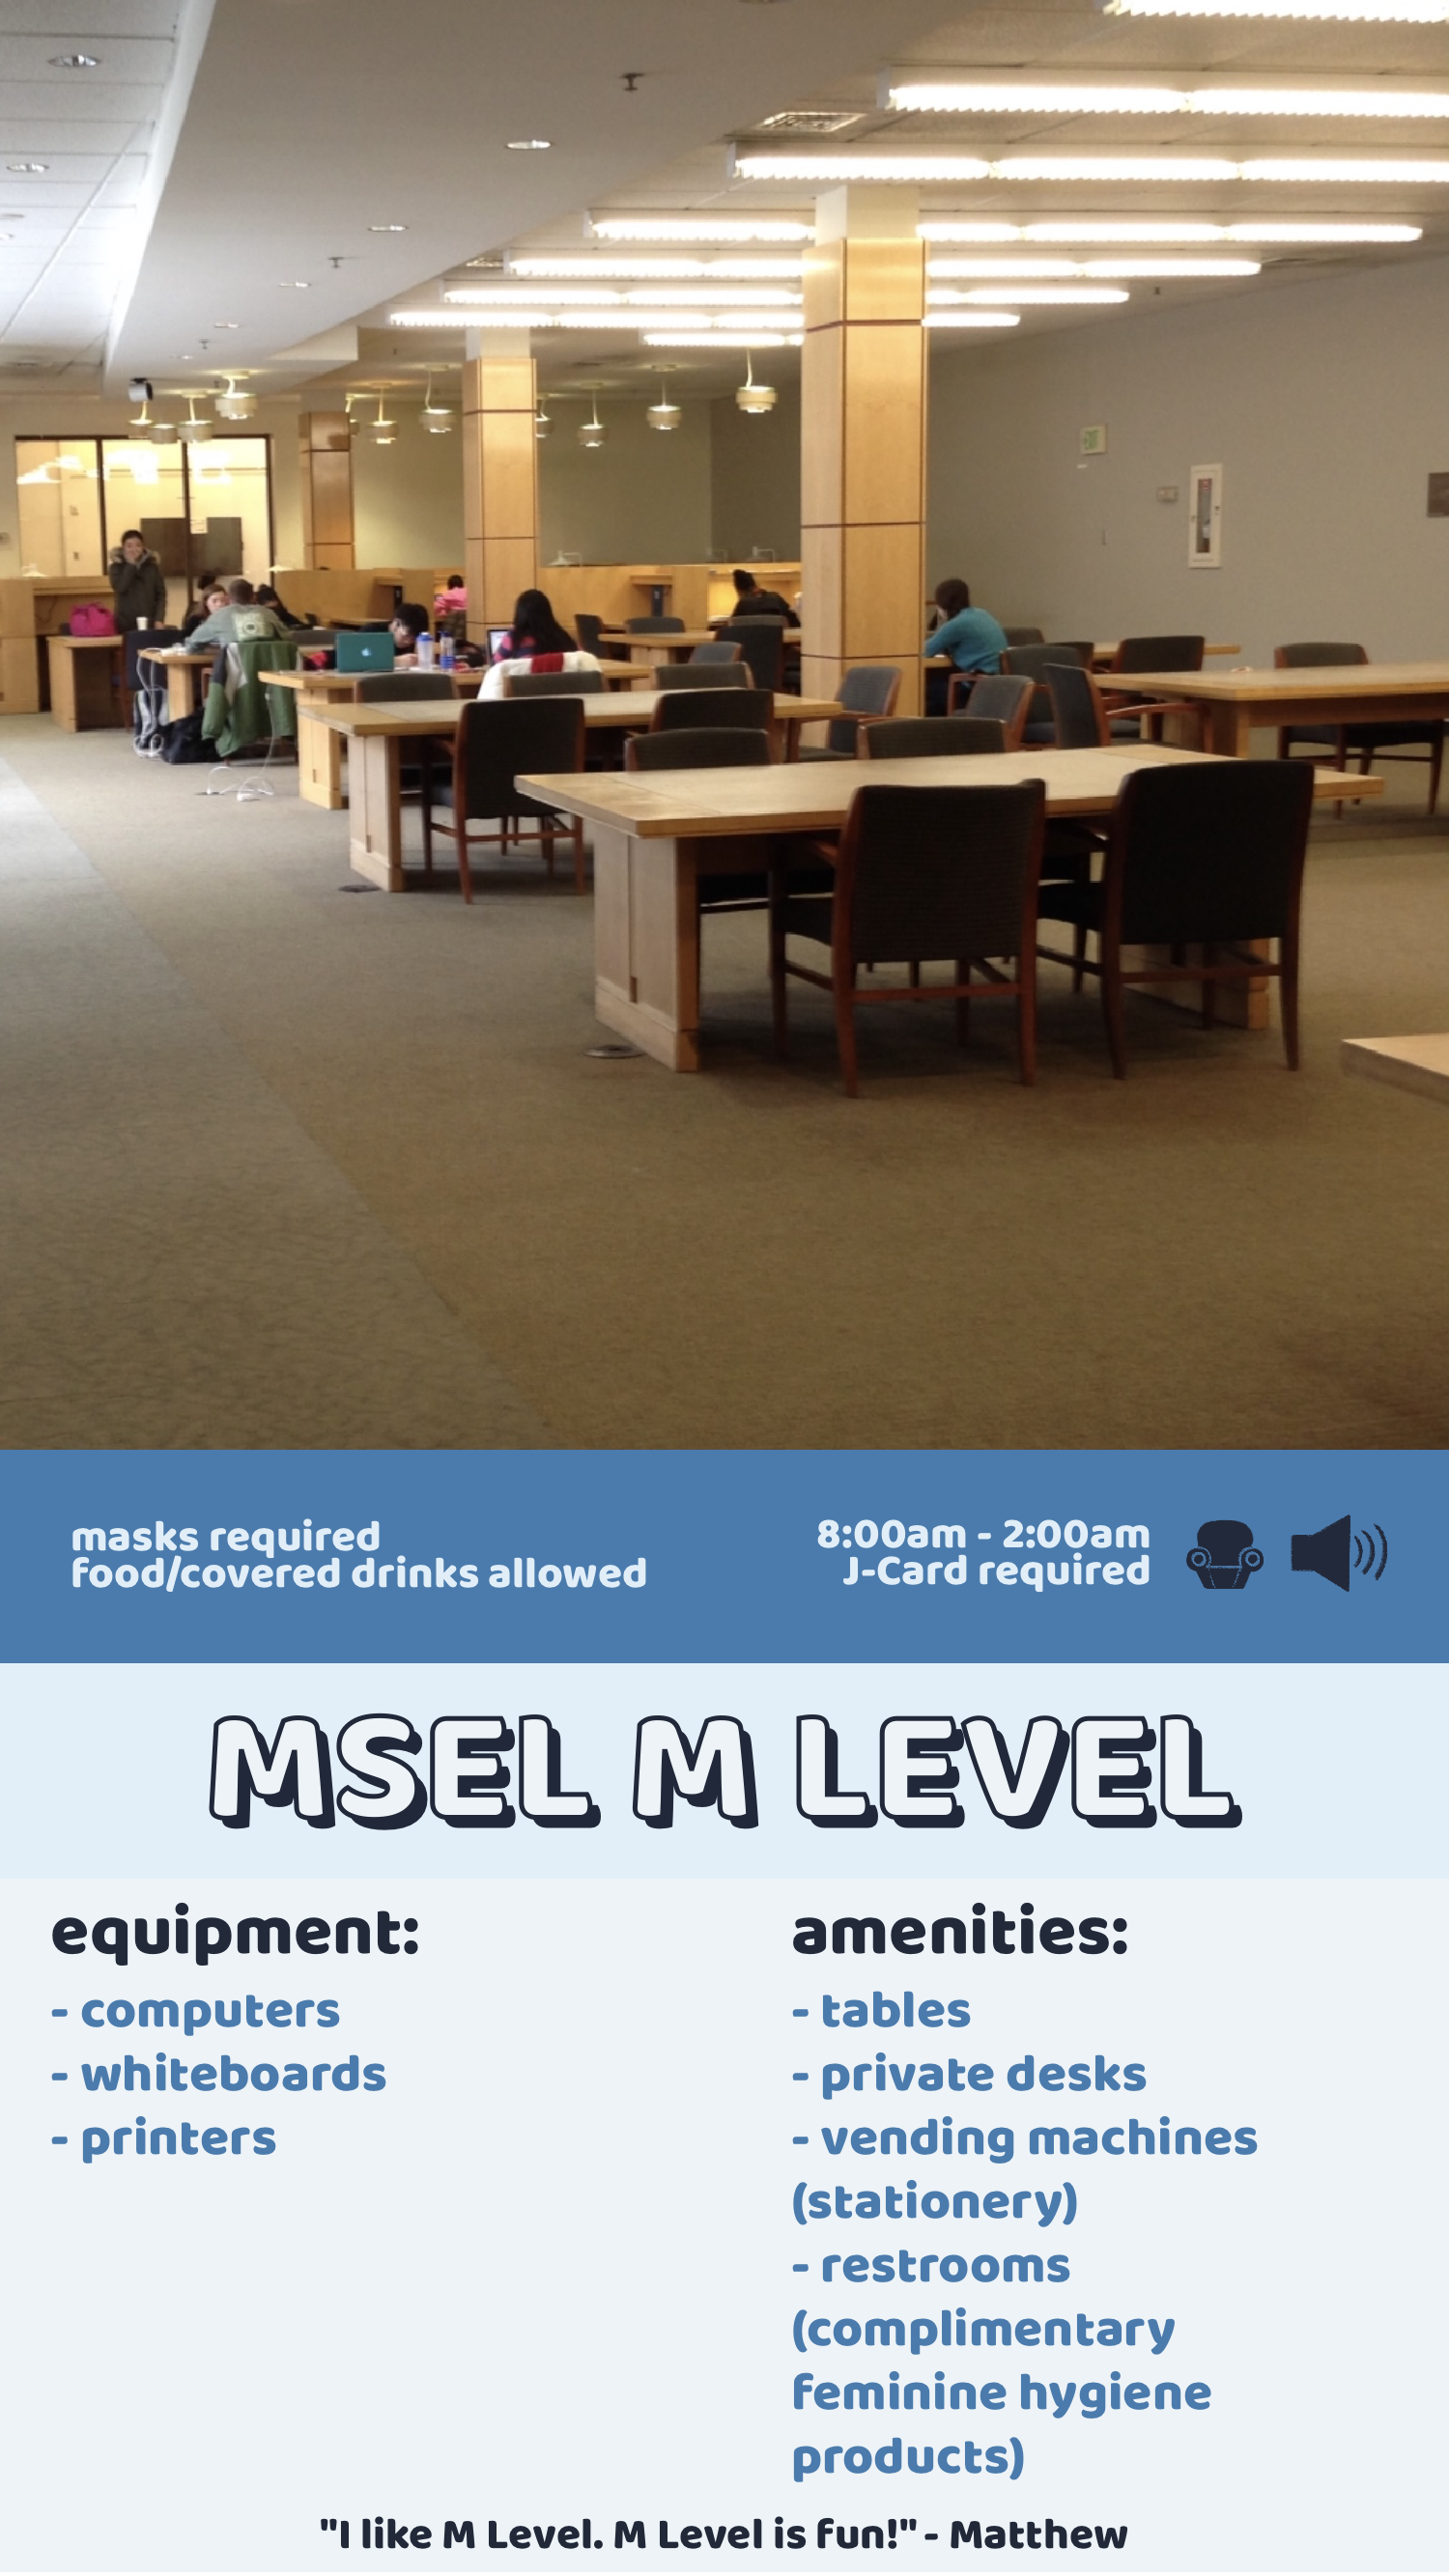 masks required
food/covered drinks allowed
8:00am - 2:00am
J-Card required
MSEL M LEVEL
equipment:
- computers
- whiteboards
- printers
amenities:
- tables
- private desks
- vending machines
(stationery)
- restrooms
(complimentary
feminine hygiene
products)
"I like M Level. M Level is fun!" - Matthew